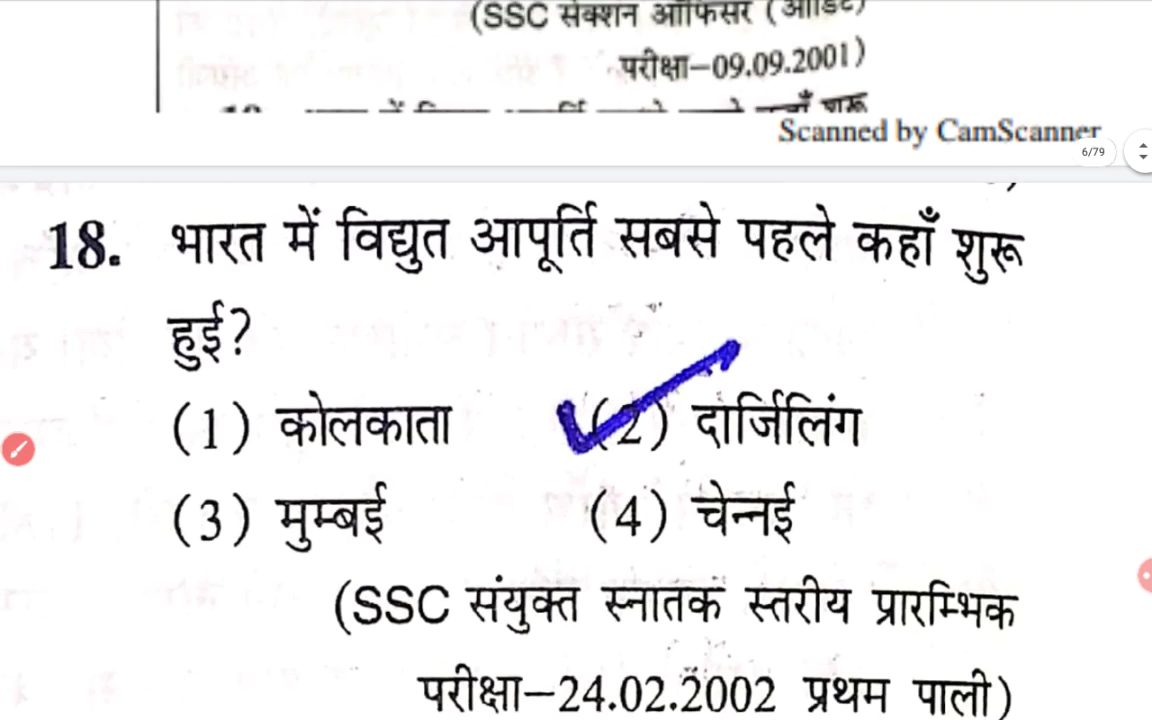 (SSC सेक्शन ऑफिसर (ऑडिट)
परीक्षा–09.09.2001)
Scanned by CamScanner
6/79
18. भारत में विद्युत आपूर्ति सबसे पहले कहाँ शुरू
हुई?
(1) कोलकाता (2) दार्जिलिंग
(3) मुम्बई (4) चेन्नई
(SSC संयुक्त स्नातक स्तरीय प्रारम्भिक
परीक्षा–24.02.2002 प्रथम पाली)